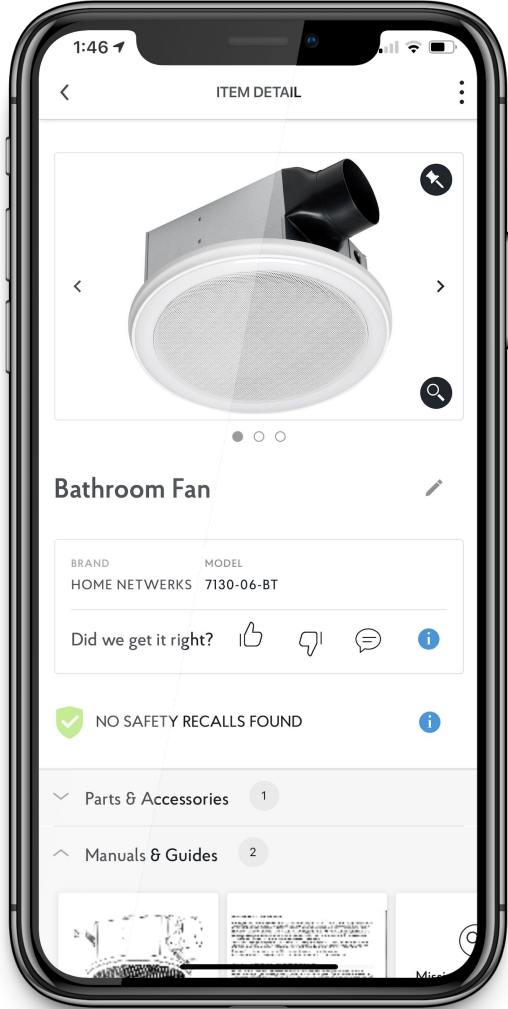 1:46
ITEM DETAIL
Bathroom Fan
BRAND MODEL
HOME NETWERKS 7130-06-BT
Did we get it right?
NO SAFETY RECALLS FOUND
Parts & Accessories 1
Manuals & Guides 2